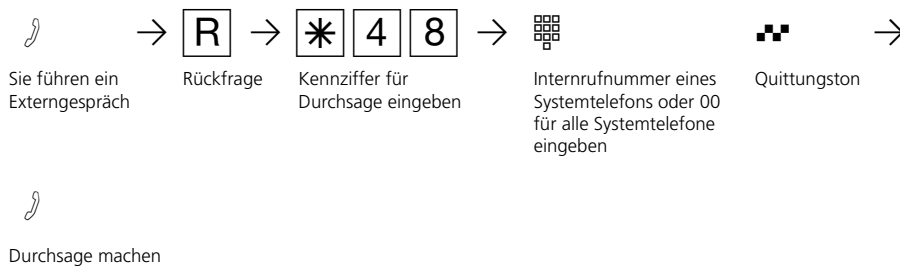 R * 4 8
Sie führen ein
Externgespräch
Rückfrage
Kennziffer für
Durchsage eingeben
Internrufnummer eines
Systemtelefons oder 00
für alle Systemtelefone
eingeben
Quittungston
Durchsage machen